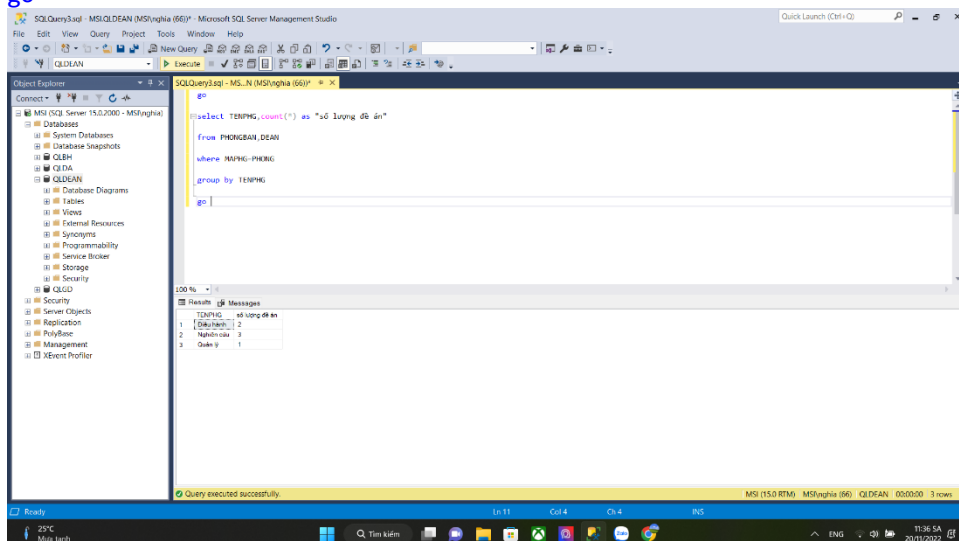 go
SQLQuery3.sql - MSI.QLDEAN (MSI\nghia (66))* - Microsoft SQL Server Management Studio
Quick Launch (Ctrl+Q)
File Edit View Query Project Tools Window Help
New Query
QLDEAN
Execute
Object Explorer
SQLQuery3.sql - MS...N (MSI\nghia (66))*
Connect
MSI (SQL Server 15.0.2000 - MSI\nghia)
Databases
System Databases
Database Snapshots
QLBH
QLDA
QLDEAN
Database Diagrams
Tables
Views
External Resources
Synonyms
Programmability
Service Broker
Storage
Security
QLGD
Security
Server Objects
Replication
PolyBase
Management
XEvent Profiler
go
select TENPHG,count(*) as "số lượng đề án"
from PHONGBAN,DEAN
where MAPHG=PHONG
group by TENPHG
go
100 %
Results Messages
TENPHG số lượng đề án
1 Điều hành 2
2 Nghiên cứu 3
3 Quản lý 1
Query executed successfully.
MSI (15.0 RTM) MSI\nghia (66) QLDEAN 00:00:00 3 rows
Ready
Ln 11 Col 4 Ch 4 INS
25°C
Mưa tạnh
Tìm kiếm
Zalo
ENG
11:36 SA
20/11/2022